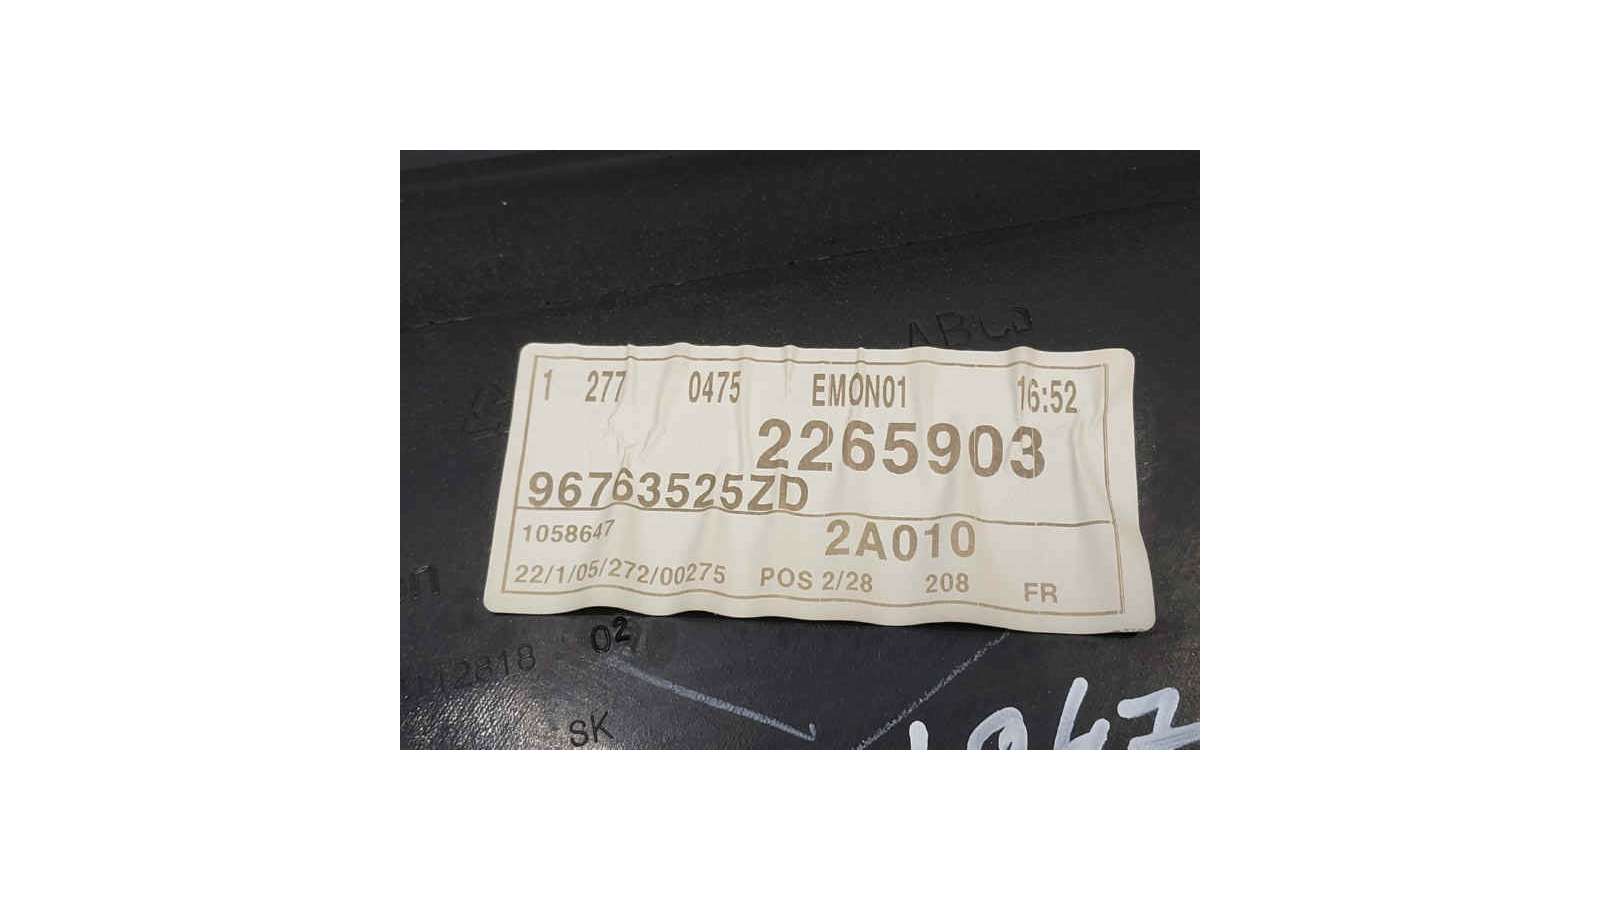 1 277 0475 EMON01 16:52
2265903
96763525ZD
1058647 2A010
22/1/05/272/00275 POS 2/28 208 FR
02
SK